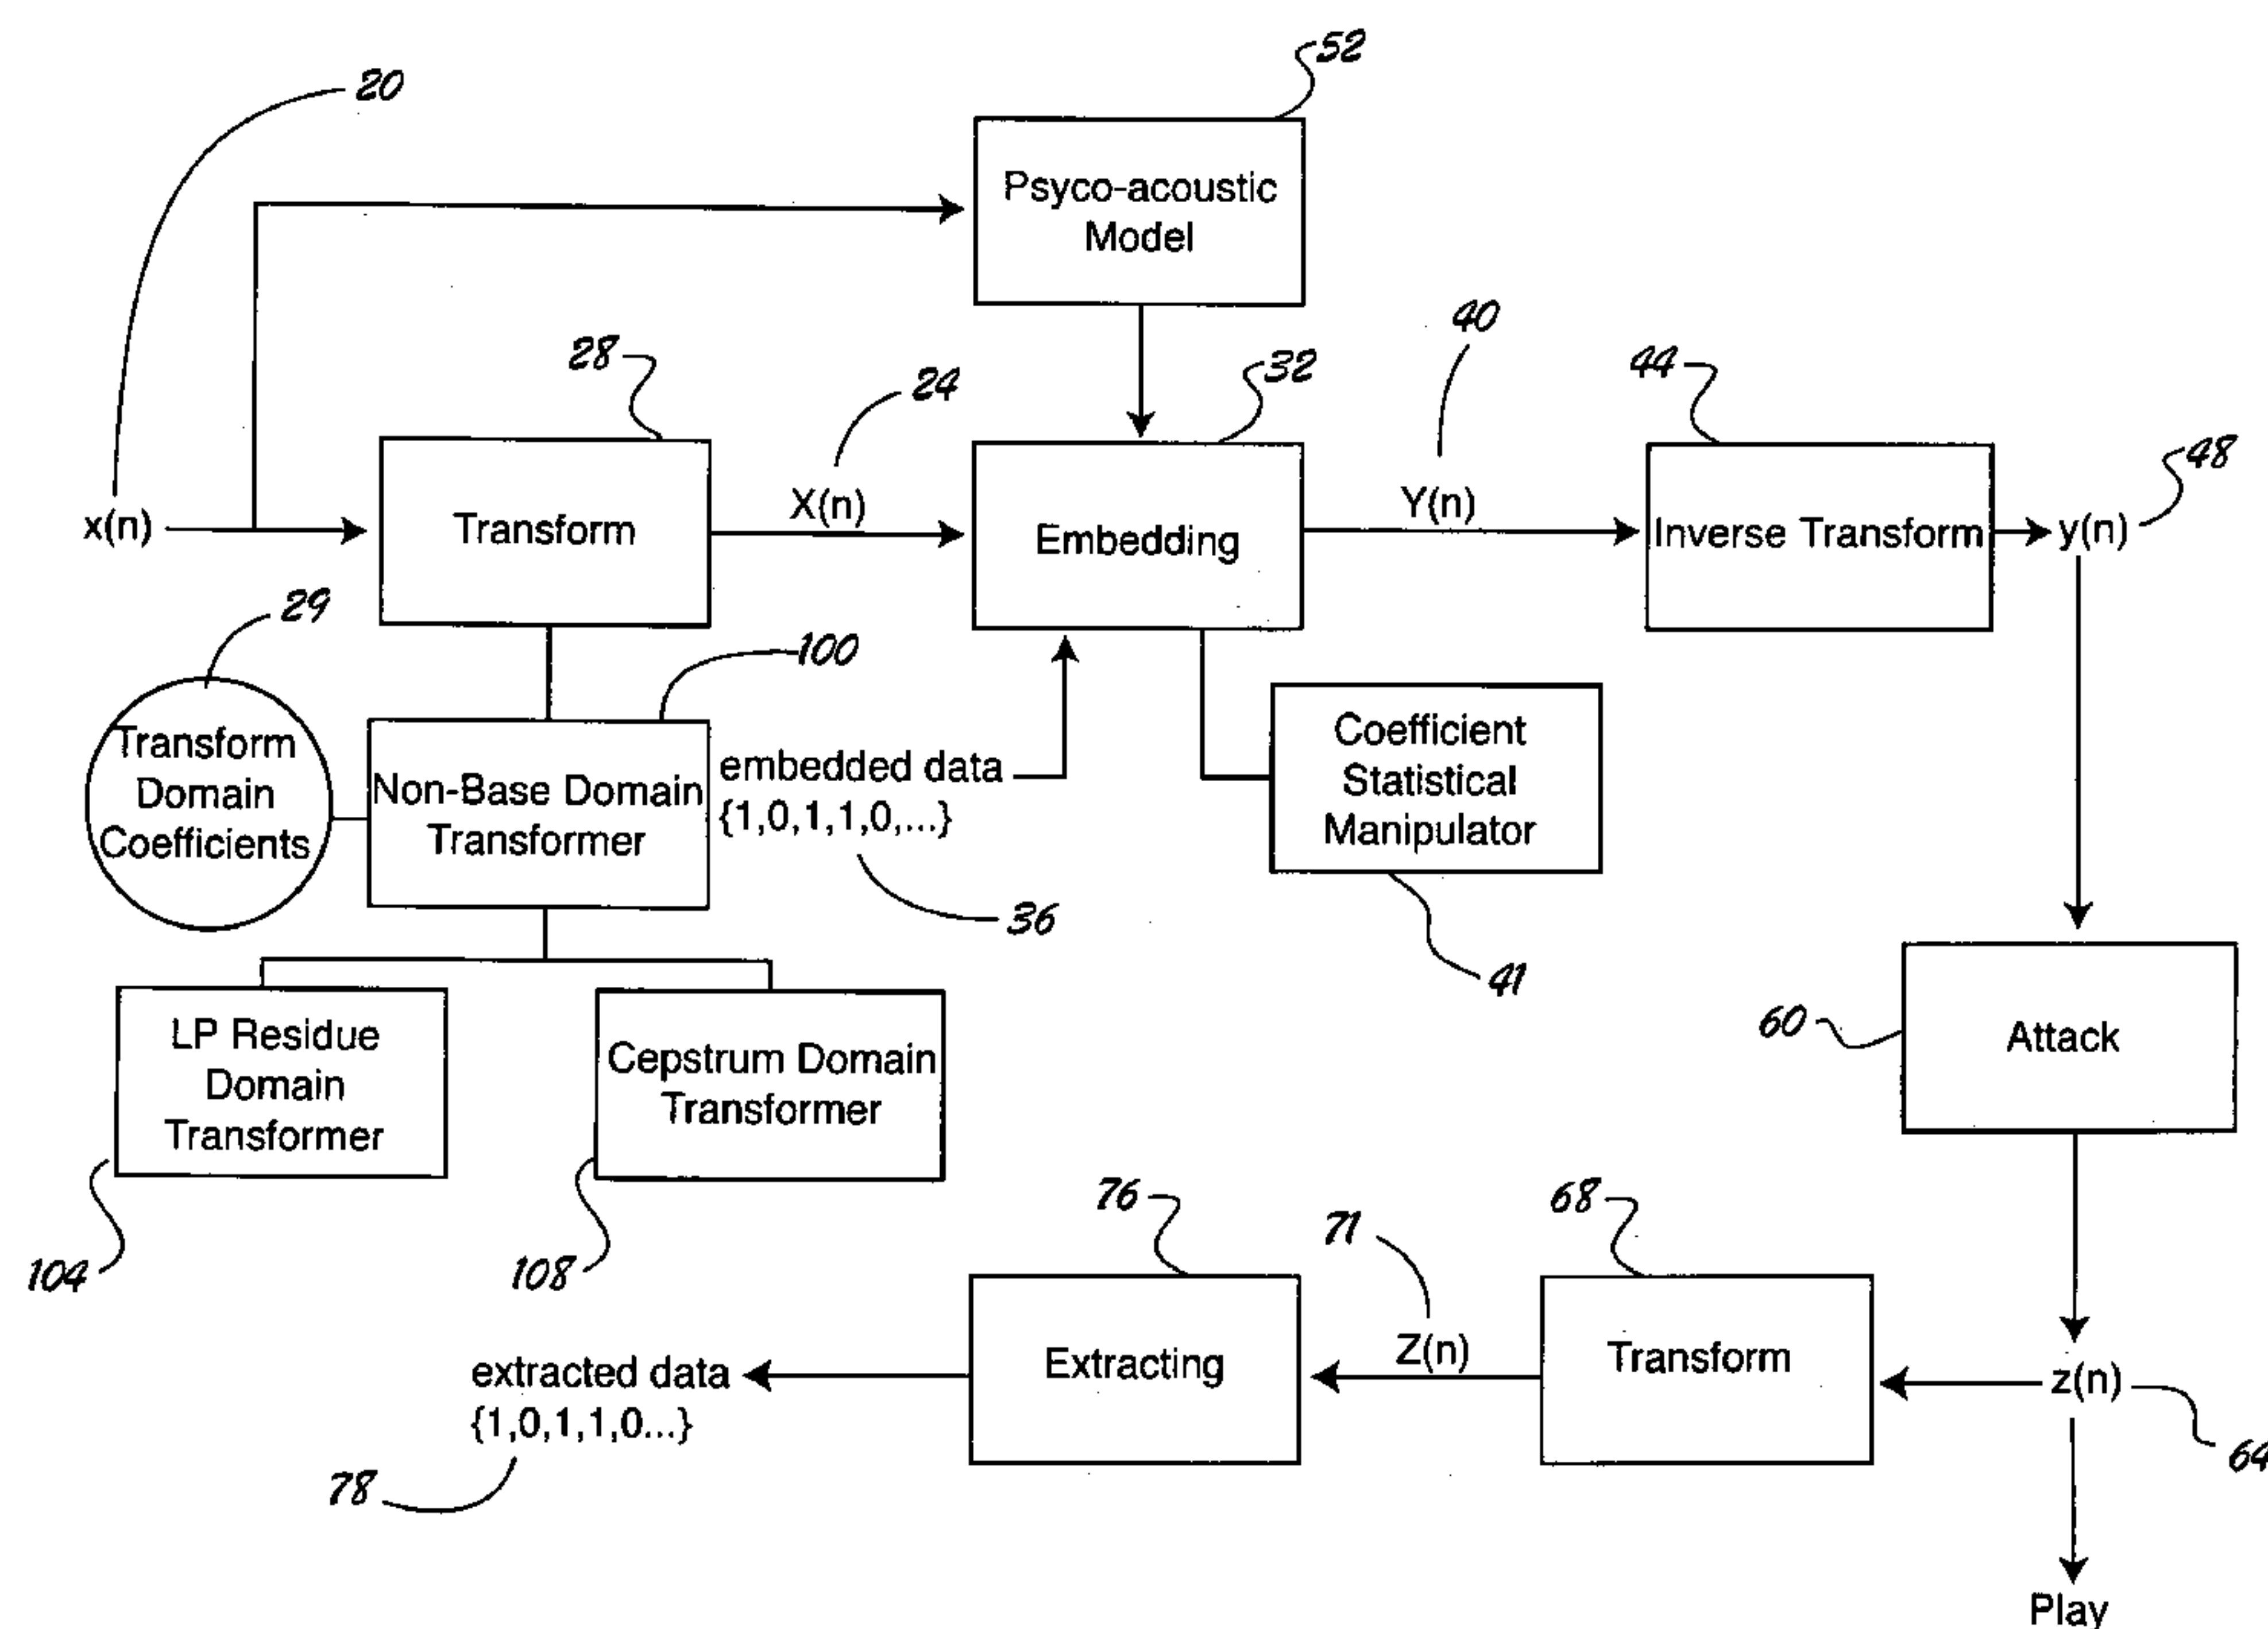 52
20
Psyco-acoustic
Model
40
28
24
32
44
48
x(n)
Transform
X(n)
Embedding
Y(n)
Inverse Transform
y(n)
29
100
Transform
Domain
Coefficients
Non-Base Domain
Transformer
embedded data
{1,0,1,1,0,...}
36
Coefficient
Statistical
Manipulator
41
LP Residue
Domain
Transformer
104
Cepstrum Domain
Transformer
108
60
Attack
76
71
68
extracted data
{1,0,1,1,0...}
78
Extracting
Z(n)
Transform
z(n)
64
Play